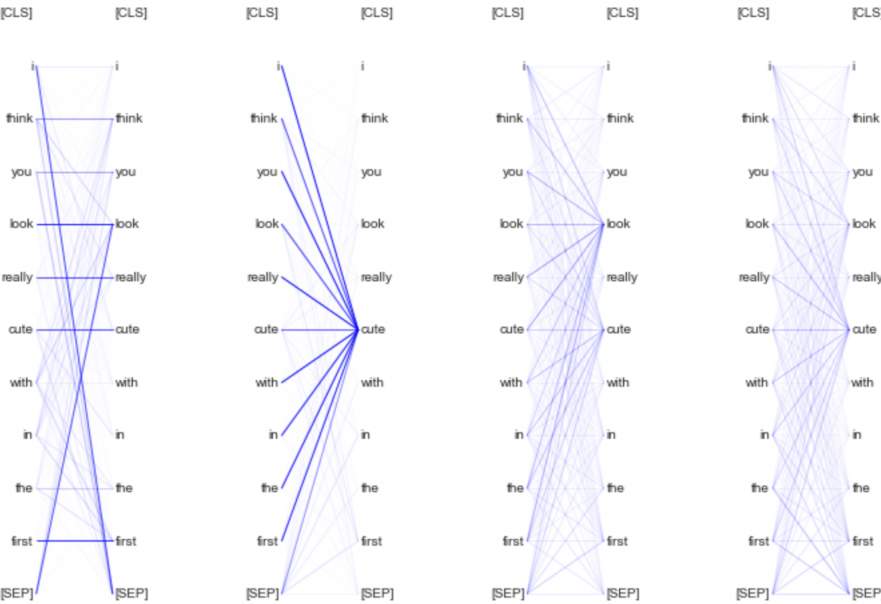 [CLS] [CLS] [CLS] [CLS] [CLS] [CLS] [CLS] [CLS
i i i i i i i i
think think think think think think think think
you you you you you you you you
look look look look look look look look
really really really really really really really really
cute cute cute cute cute cute cute cute
with with with with with with with with
in in in in in in in in
the the the the the the the the
first first first first first first first first
[SEP] [SEP] [SEP] [SEP] [SEP] [SEP] [SEP] [SEP